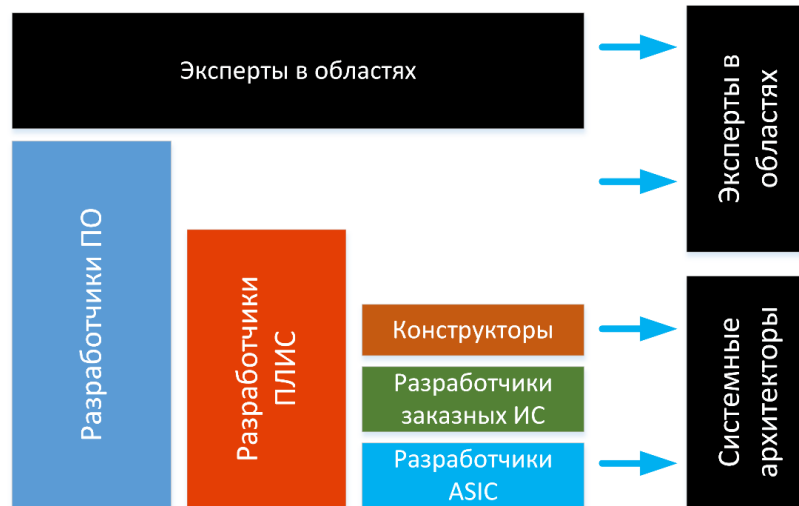 Эксперты в областях
Разработчики ПО
Разработчики
ПЛИС
Конструкторы
Разработчики
заказных ИС
Разработчики
ASIC
Эксперты в
областях
Системные
архитекторы